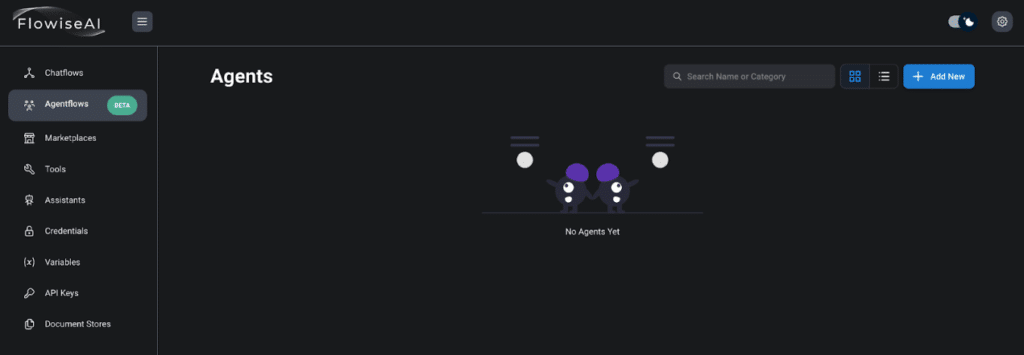 FlowiseAI
Chatflows
Agentflows BETA
Marketplaces
Tools
Assistants
Credentials
(x) Variables
API Keys
Document Stores
Agents
Search Name or Category
Add New
No Agents Yet